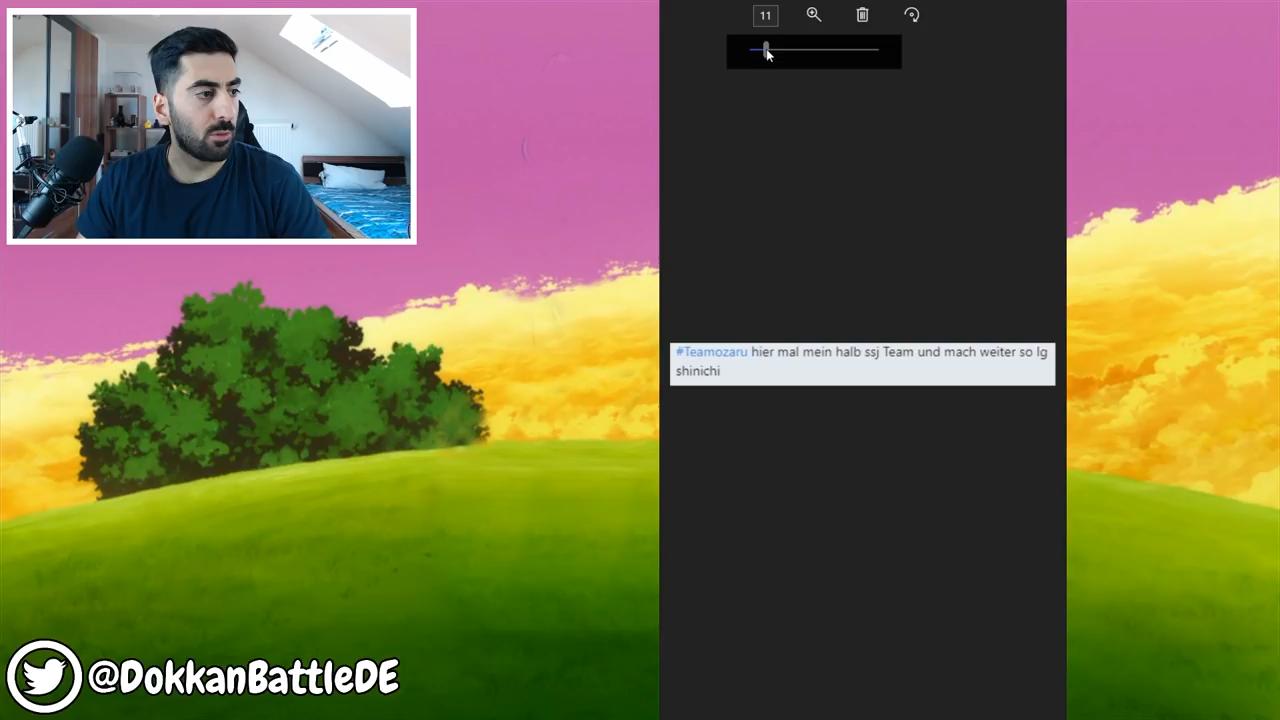 11
#Teamozaru hier mal mein halb ssj Team und mach weiter so lg
shinichi
@DokkanBattleDE